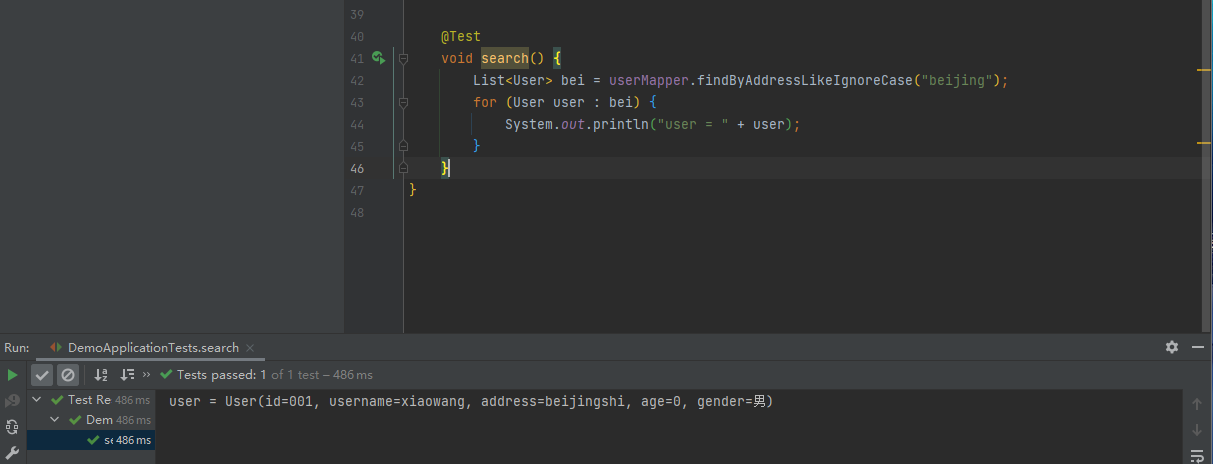 39
40 @Test
41 void search() {
42 List<User> bei = userMapper.findByAddressLikeIgnoreCase("beijing");
43 for (User user : bei) {
44 System.out.println("user = " + user);
45 }
46 }
47 }
48
Run: DemoApplicationTests.search
Tests passed: 1 of 1 test – 486 ms
Test Re 486 ms
Dem 486 ms
se 486 ms
user = User(id=001, username=xiaowang, address=beijingshi, age=0, gender=男)